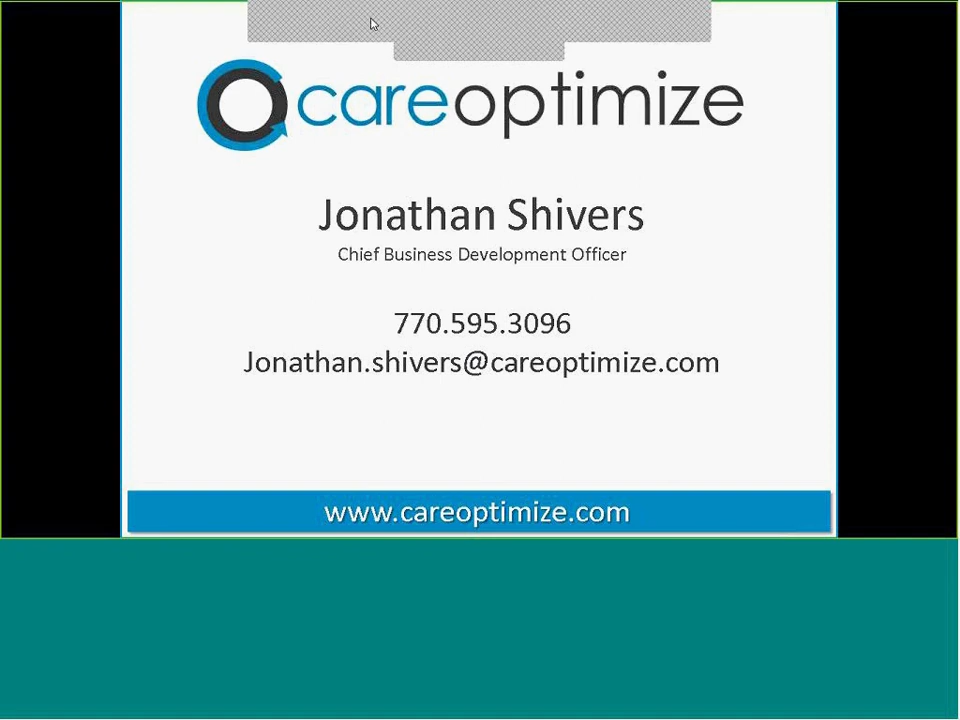 careoptimize
Jonathan Shivers
Chief Business Development Officer
770.595.3096
Jonathan.shivers@careoptimize.com
www.careoptimize.com